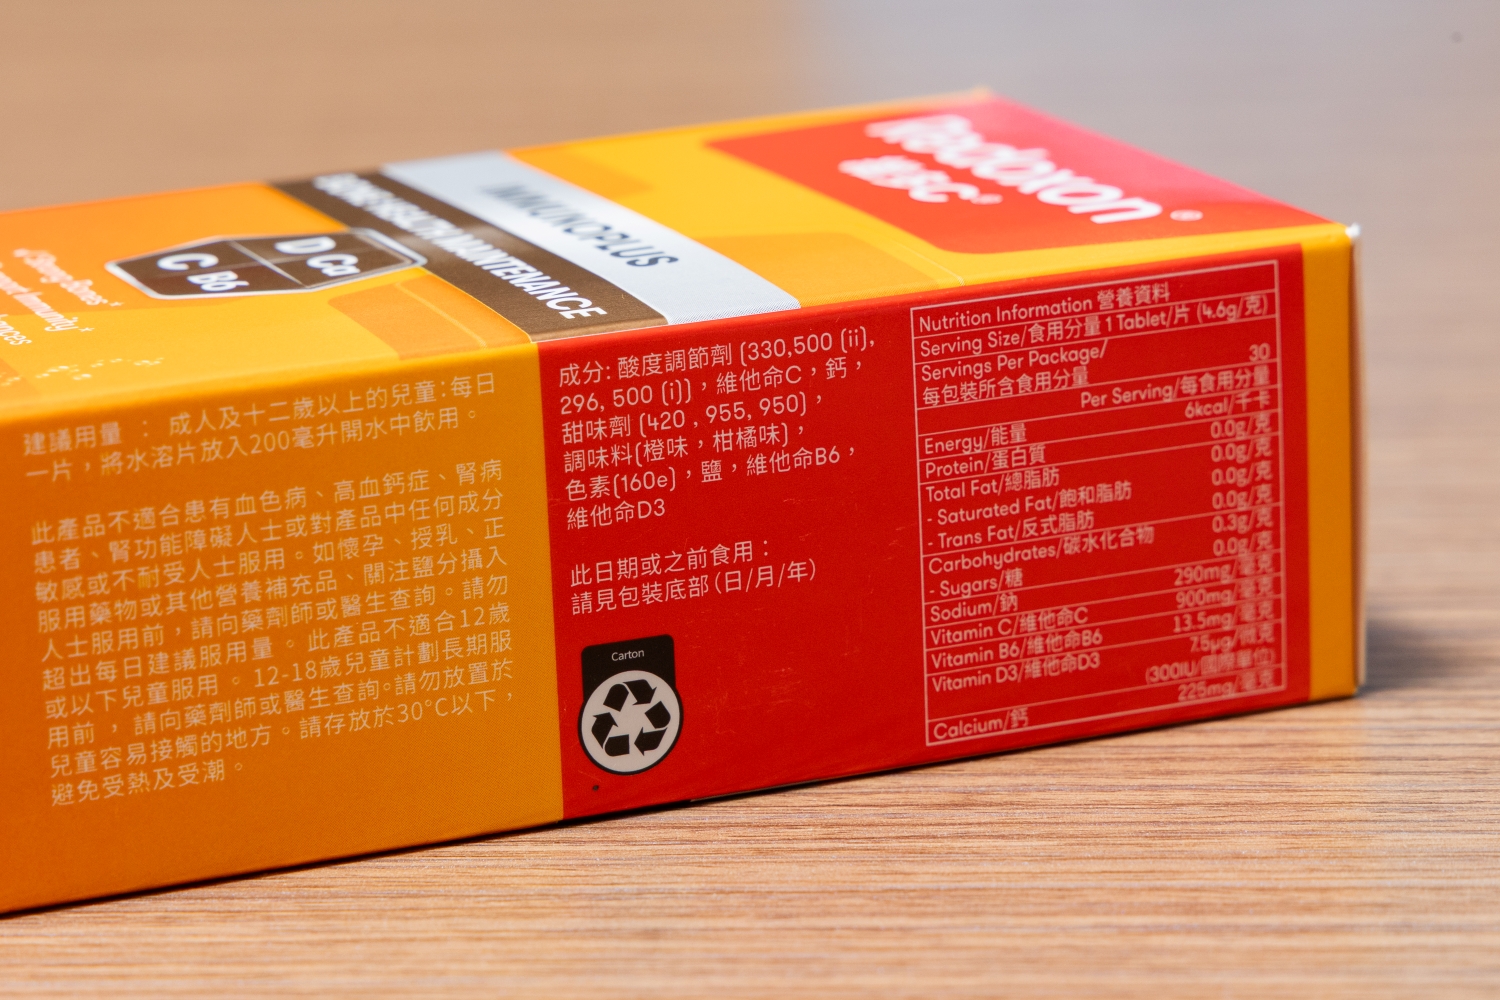 Redoxon®
力度C®
IMMUNOPLUS
BONE HEALTH MAINTENANCE
D Ca
C B6
Strong Bones
Immunity
建議用量 ： 成人及十二歲以上的兒童:每日
一片，將水溶片放入200毫升開水中飲用。
此產品不適合患有血色病、高血鈣症、腎病
患者、腎功能障礙人士或對產品中任何成分
敏感或不耐受人士服用。如懷孕、授乳、正
服用藥物或其他營養補充品、關注鹽分攝入
人士服用前，請向藥劑師或醫生查詢。請勿
超出每日建議服用量。 此產品不適合12歲
或以下兒童服用。 12-18歲兒童計劃長期服
用前， 請向藥劑師或醫生查詢。請勿放置於
兒童容易接觸的地方。請存放於30°C以下，
避免受熱及受潮。
成分: 酸度調節劑 (330,500 (ii),
296, 500 (i))，維他命C，鈣，
甜味劑 (420 , 955, 950)，
調味料(橙味，柑橘味)，
色素(160e)，鹽，維他命B6，
維他命D3
此日期或之前食用：
請見包裝底部 (日/月/年)
Carton
Nutrition Information 營養資料
Serving Size/食用分量 1 Tablet/片 (4.6g/克)
Servings Per Package/
每包裝所含食用分量 30
Per Serving/每食用分量
Energy/能量 6kcal/千卡
Protein/蛋白質 0.0g/克
Total Fat/總脂肪 0.0g/克
- Saturated Fat/飽和脂肪 0.0g/克
- Trans Fat/反式脂肪 0.0g/克
Carbohydrates/碳水化合物 0.3g/克
- Sugars/糖 0.0g/克
Sodium/鈉 290mg/毫克
Vitamin C/維他命C 900mg/毫克
Vitamin B6/維他命B6 13.5mg/毫克
Vitamin D3/維他命D3 7.5μg/微克
(300IU/國際單位)
Calcium/鈣 225mg/毫克